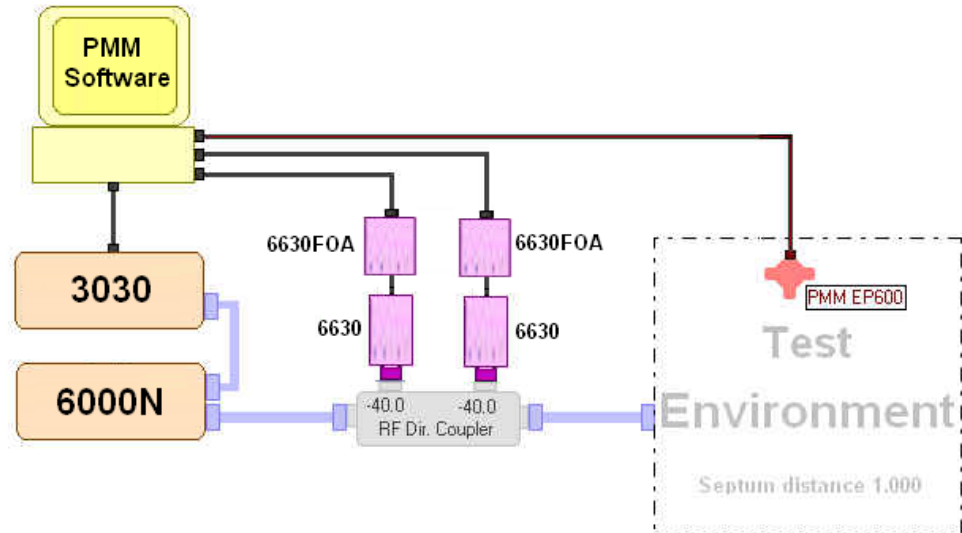 PMM
Software
6630FOA
6630FOA
3030
PMM EP600
6630
6630
Test
6000N
Environment
-40.0
-40.0
RF Dir. Coupler
Septum distance 1.000